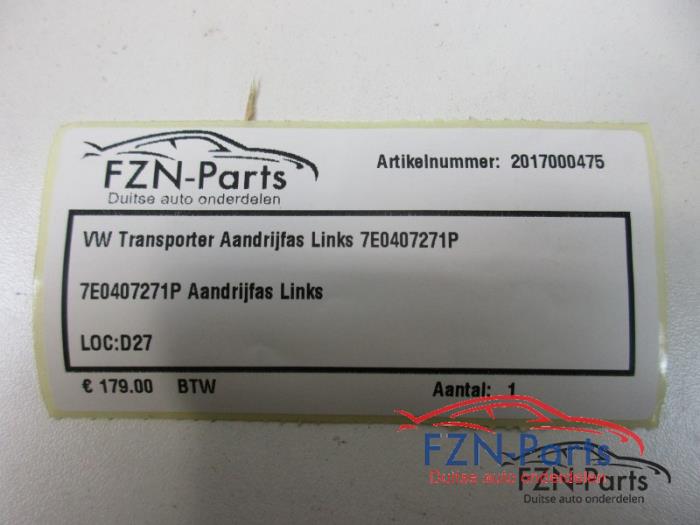 FZN-Parts
Duitse auto onderdelen
Artikelnummer: 2017000475
VW Transporter Aandrijfas Links 7E0407271P
7E0407271P Aandrijfas Links
LOC:D27
€ 179.00 BTW
Aantal: 1
FZN-Parts
Duitse auto onderdelen
FZN-Parts
Duitse auto onderdelen